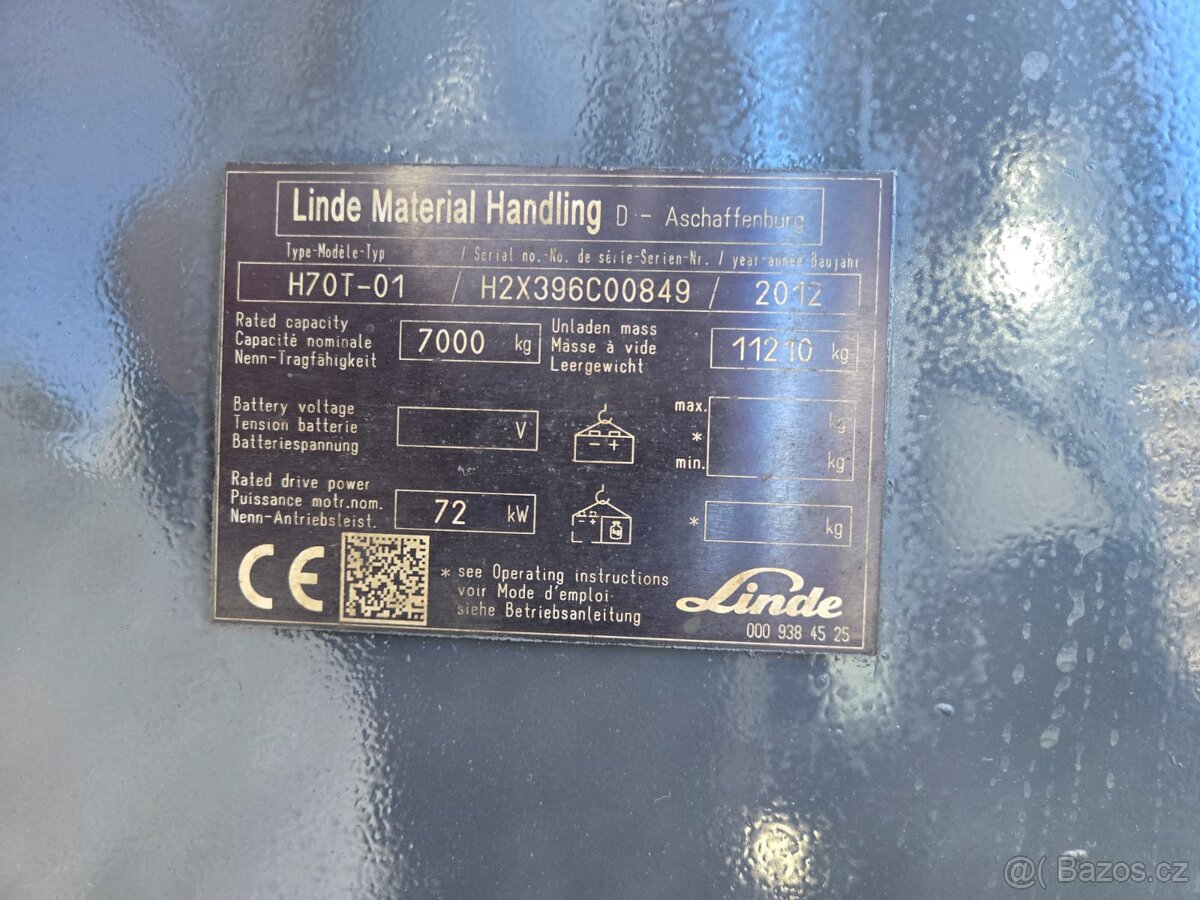 Linde Material Handling D - Aschaffenburg
Type-Modèle-Typ / Serial no.-No. de série-Serien-Nr. / year-année-Baujahr
H70T-01 / H2X396C00849 / 2012
Rated capacity
Capacité nominale
Nenn-Tragfähigkeit
7000 kg
Unladen mass
Masse à vide
Leergewicht
11210 kg
Battery voltage
Tension batterie
Batteriespannung
V
- +
max. kg
*
min. kg
Rated drive power
Puissance motr.nom.
Nenn-Antriebsleist.
72 kW
- + kg
* kg
CE
* see Operating instructions
voir Mode d'emploi
siehe Betriebsanleitung
Linde
000 938 45 25
@( Bazos.cz